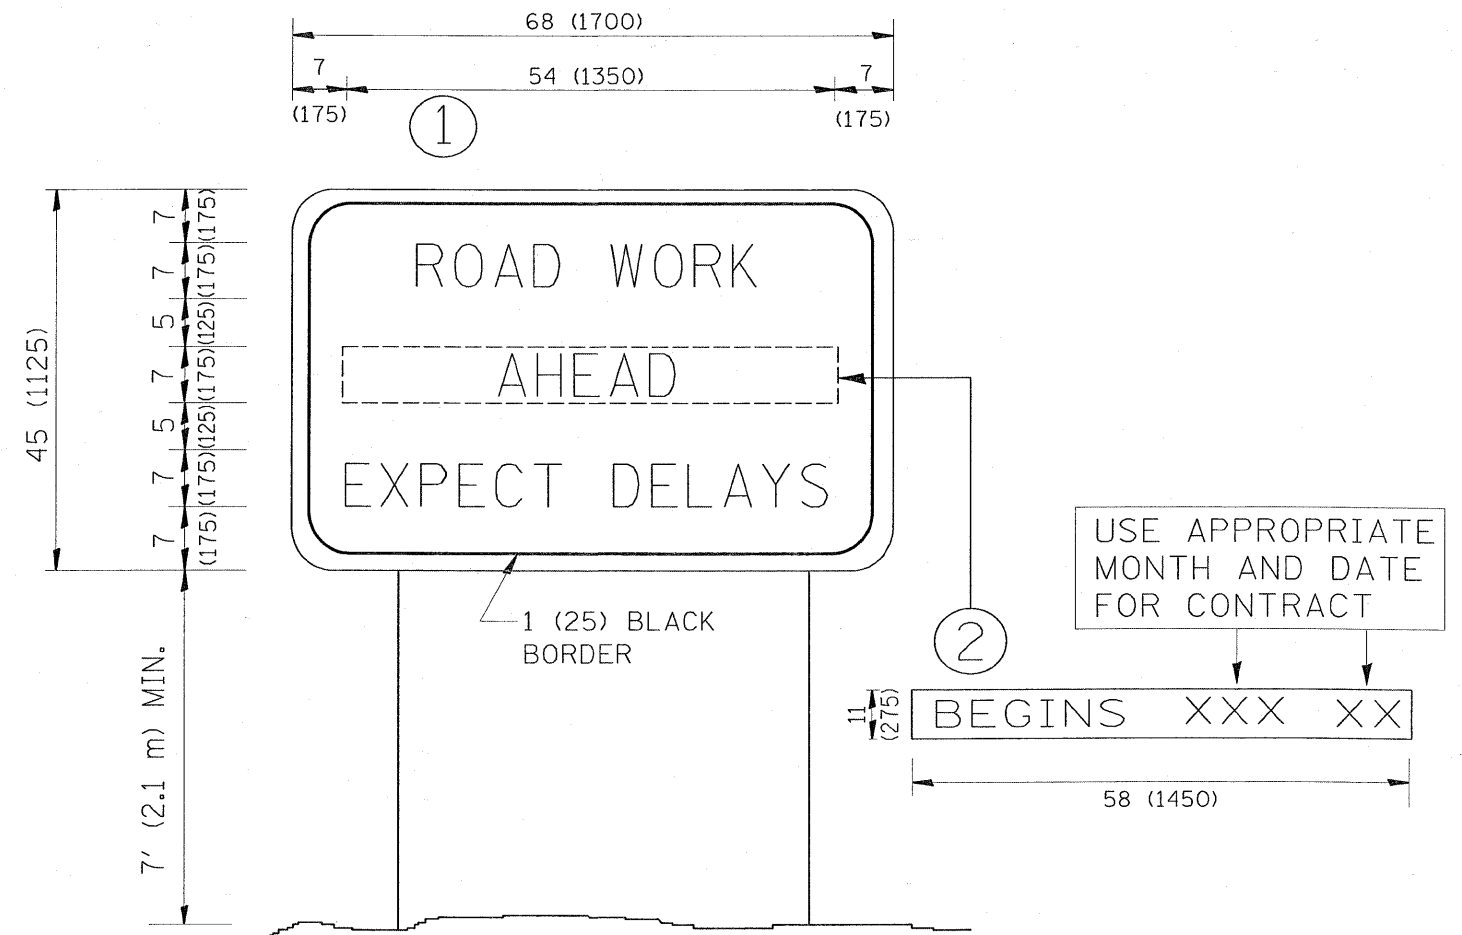 68 (1700)
7
54 (1350)
7
(175)
(175)
1
45 (1125)
7 (175)
7 (175)
5 (125)
7 (175)
5 (125)
7 (175)
7 (175)
ROAD WORK
AHEAD
EXPECT DELAYS
1 (25) BLACK
BORDER
7' (2.1 m) MIN.
2
USE APPROPRIATE
MONTH AND DATE
FOR CONTRACT
11
(275)
BEGINS XXX XX
58 (1450)